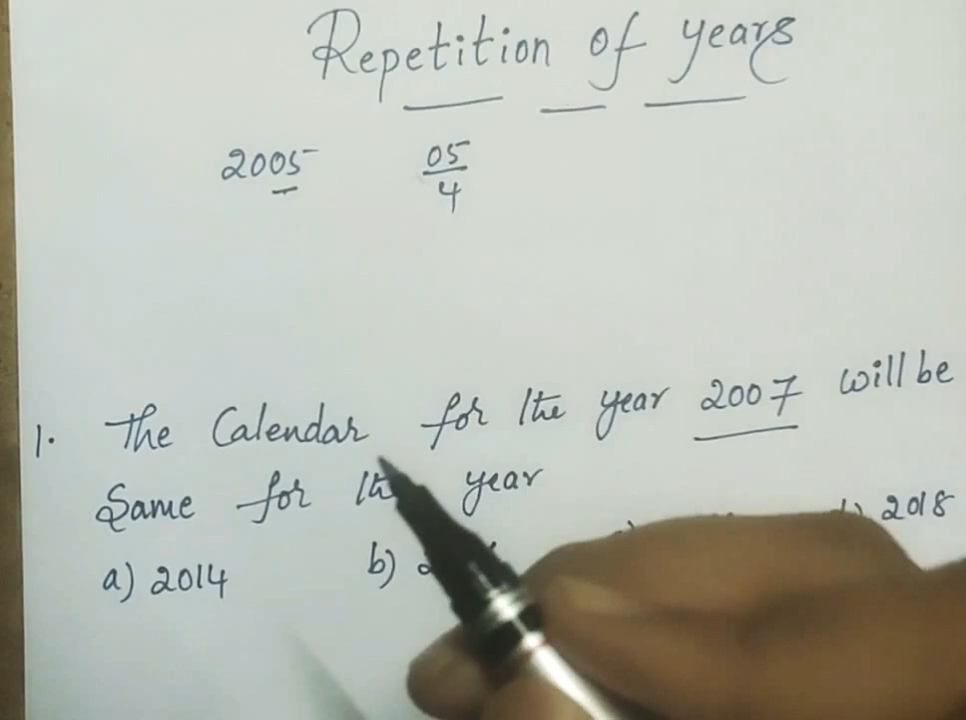 Repetition of years
2005 05/4
1. The Calendar for the year 2007 will be
Same for year
a) 2014 b) 2018